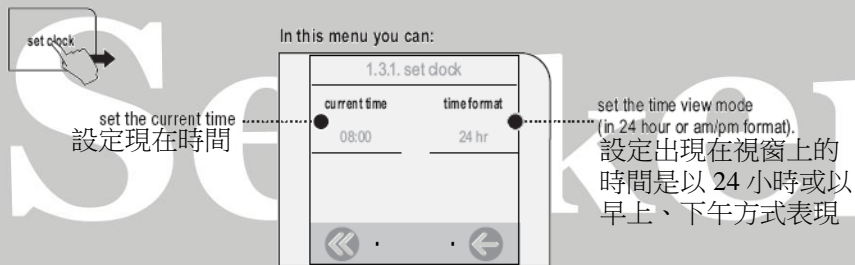 set clock
In this menu you can:
1.3.1. set clock
current time
time format
08:00
24 hr
set the current time
設定現在時間
set the time view mode
(in 24 hour or am/pm format).
設定出現在視窗上的
時間是以 24 小時或以
早上、下午方式表現